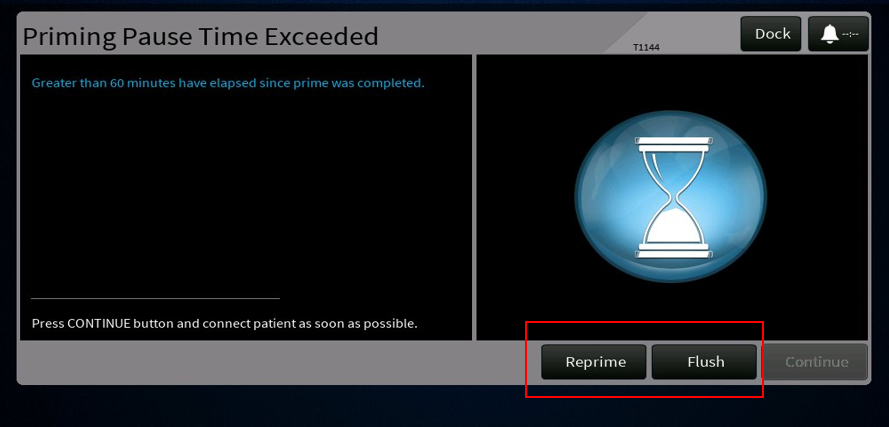 Priming Pause Time Exceeded
T1144
Dock
--:--
Greater than 60 minutes have elapsed since prime was completed.
Press CONTINUE button and connect patient as soon as possible.
Reprime
Flush
Continue